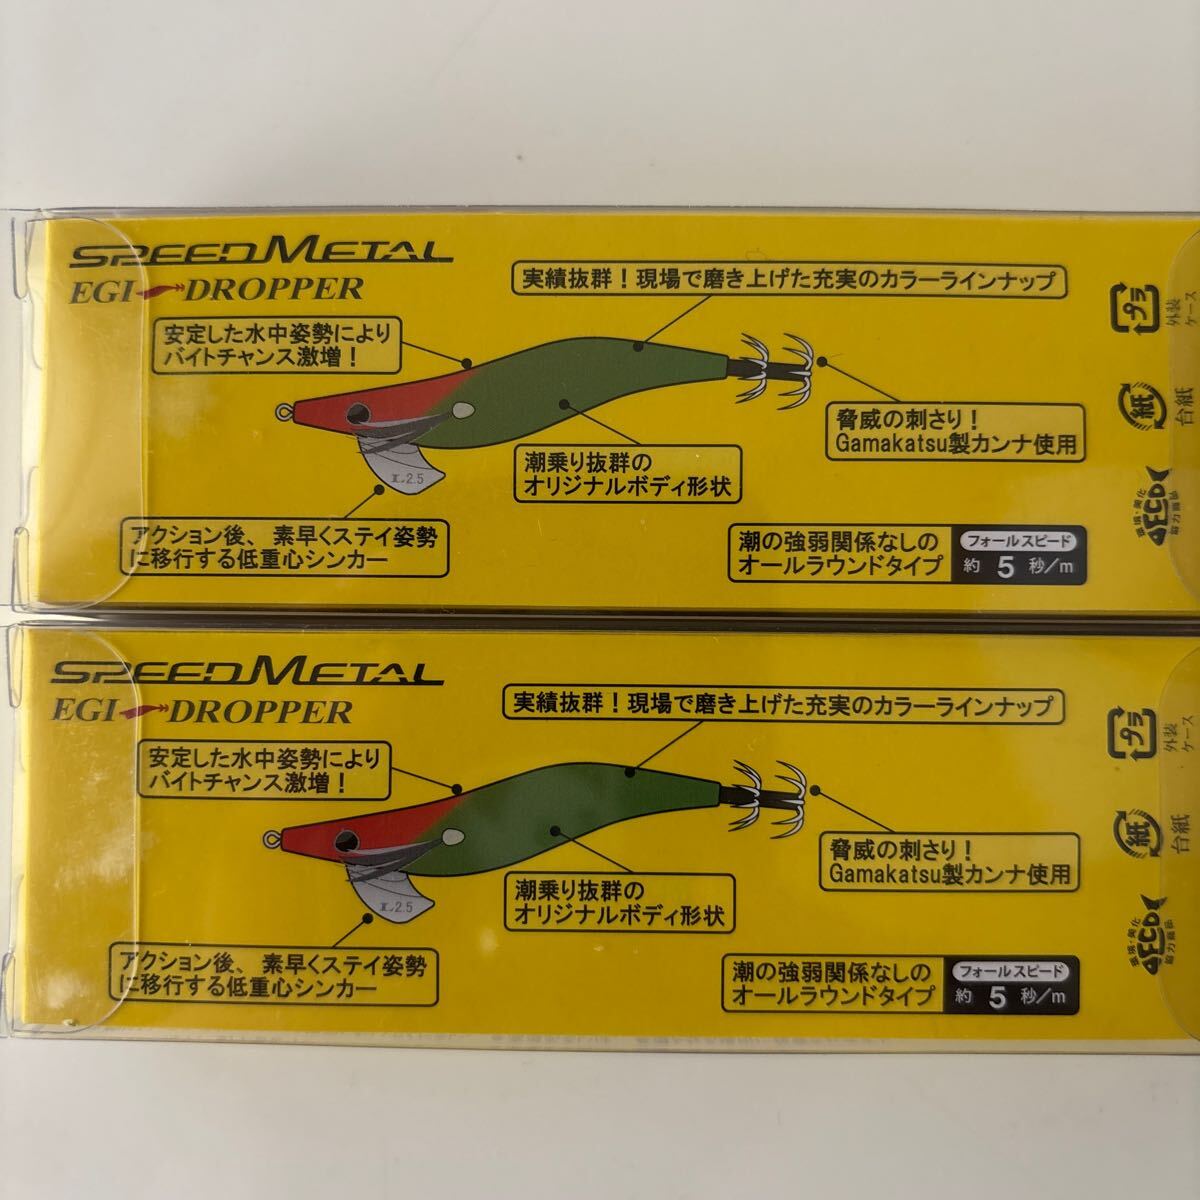 SPEED METAL
EGI DROPPER
実績抜群！現場で磨き上げた充実のカラーラインナップ
安定した水中姿勢により
バイトチャンス激増！
脅威の刺さり！
Gamakatsu製カンナ使用
潮乗り抜群の
オリジナルボディ形状
L2.5
アクション後、素早くステイ姿勢
に移行する低重心シンカー
潮の強弱関係なしの
オールラウンドタイプ
フォールスピード
約 5 秒/m
プラ
外装
ケース
紙
台紙
SPEED METAL
EGI DROPPER
実績抜群！現場で磨き上げた充実のカラーラインナップ
安定した水中姿勢により
バイトチャンス激増！
脅威の刺さり！
Gamakatsu製カンナ使用
潮乗り抜群の
オリジナルボディ形状
L2.5
アクション後、素早くステイ姿勢
に移行する低重心シンカー
潮の強弱関係なしの
オールラウンドタイプ
フォールスピード
約 5 秒/m
プラ
外装
ケース
紙
台紙